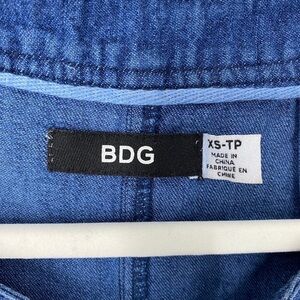 BDG
XS-TP
MADE IN
CHINA
FABRIQUÉ EN
CHINE